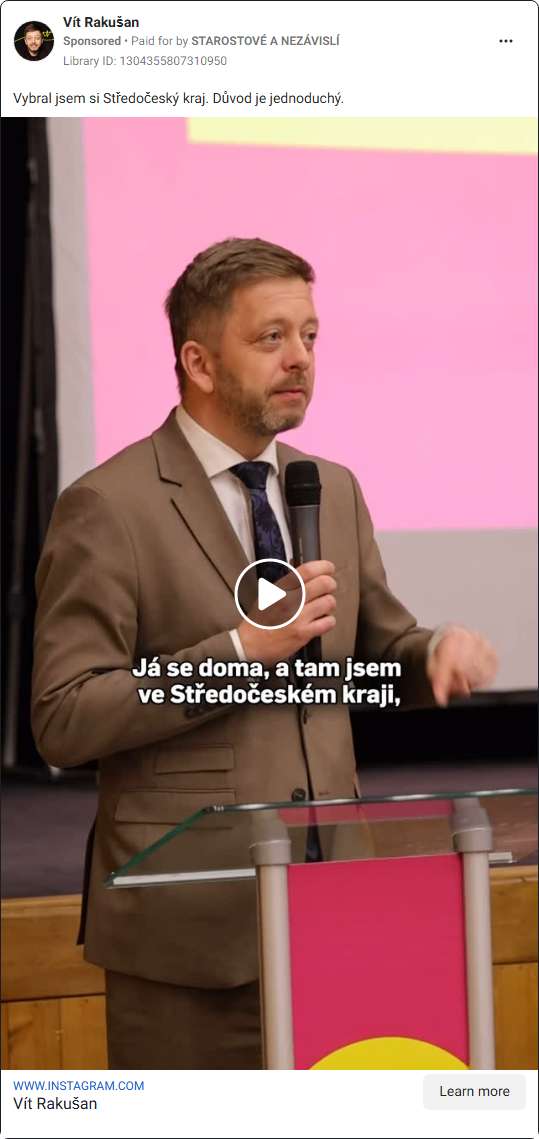 Vít Rakušan
Sponsored • Paid for by STAROSTOVÉ A NEZÁVISLÍ
Library ID: 1304355807310950
Vybral jsem si Středočeský kraj. Důvod je jednoduchý.
Já se doma, a tam jsem
ve Středočeském kraji,
WWW.INSTAGRAM.COM
Vít Rakušan
Learn more